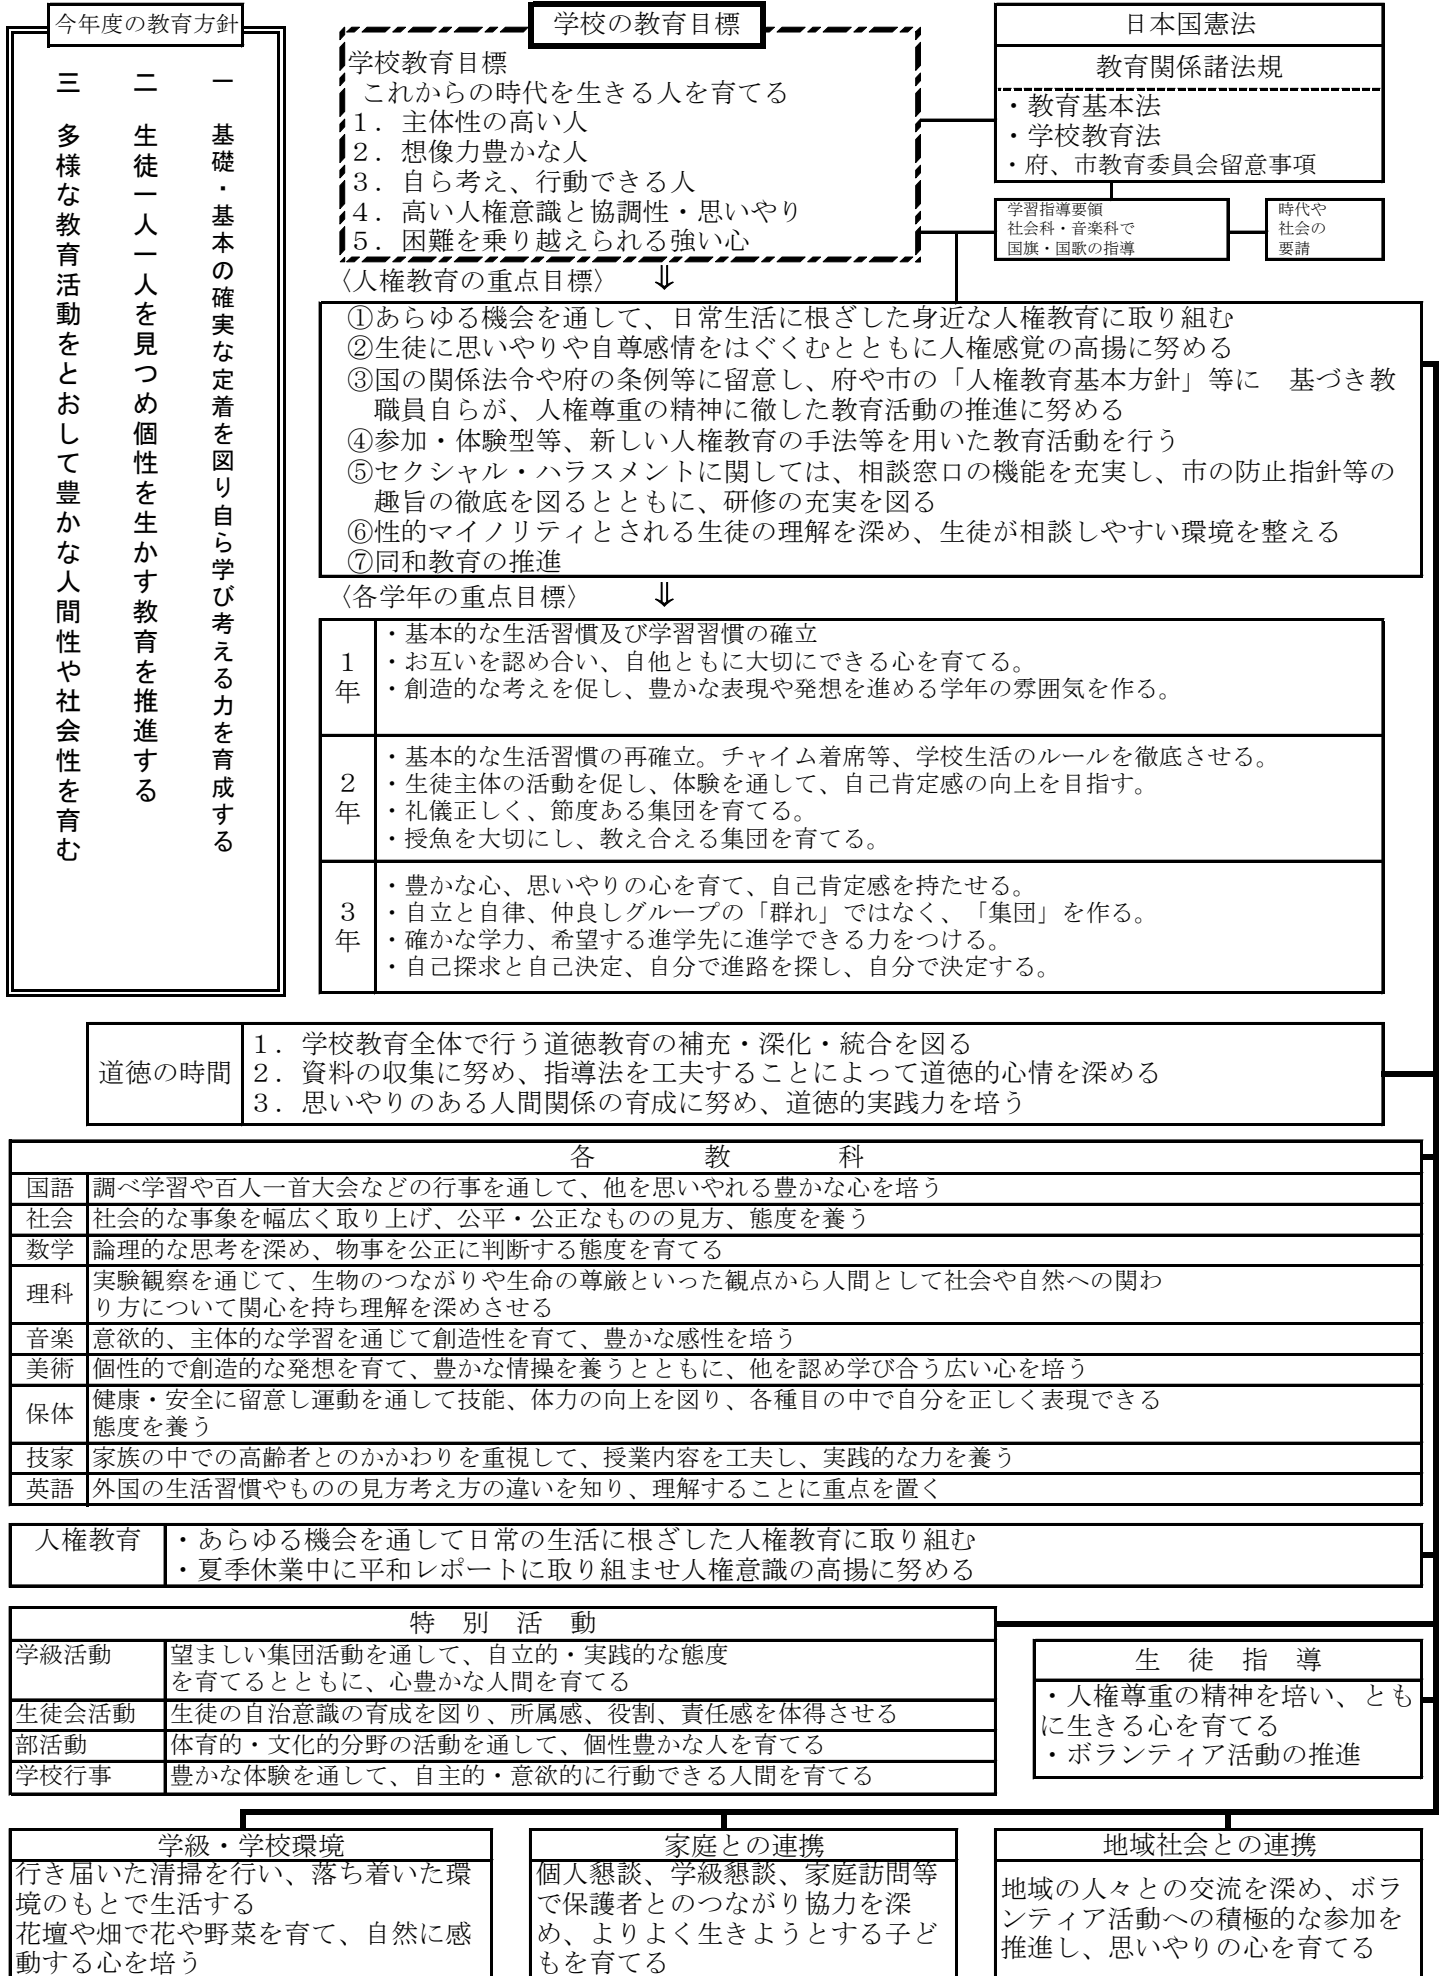 今年度の教育方針
一　基礎・基本の確実な定着を図り自ら学び考える力を育成する
二　生徒一人一人を見つめ個性を生かす教育を推進する
三　多様な教育活動をとおして豊かな人間性や社会性を育む
学校の教育目標
学校教育目標
これからの時代を生きる人を育てる
１．主体性の高い人
２．想像力豊かな人
３．自ら考え、行動できる人
４．高い人権意識と協調性・思いやり
５．困難を乗り越えられる強い心
日本国憲法
教育関係諸法規
・教育基本法
・学校教育法
・府、市教育委員会留意事項
学習指導要領
社会科・音楽科で
国旗・国歌の指導
時代や
社会の
要請
〈人権教育の重点目標〉　⇓
①あらゆる機会を通して、日常生活に根ざした身近な人権教育に取り組む
②生徒に思いやりや自尊感情をはぐくむとともに人権感覚の高揚に努める
③国の関係法令や府の条例等に留意し、府や市の「人権教育基本方針」等に　基づき教
職員自らが、人権尊重の精神に徹した教育活動の推進に努める
④参加・体験型等、新しい人権教育の手法等を用いた教育活動を行う
⑤セクシャル・ハラスメントに関しては、相談窓口の機能を充実し、市の防止指針等の
趣旨の徹底を図るとともに、研修の充実を図る
⑥性的マイノリティとされる生徒の理解を深め、生徒が相談しやすい環境を整える
⑦同和教育の推進
〈各学年の重点目標〉　⇓
１年
・基本的な生活習慣及び学習習慣の確立
・お互いを認め合い、自他ともに大切にできる心を育てる。
・創造的な考えを促し、豊かな表現や発想を進める学年の雰囲気を作る。
２年
・基本的な生活習慣の再確立。チャイム着席等、学校生活のルールを徹底させる。
・生徒主体の活動を促し、体験を通して、自己肯定感の向上を目指す。
・礼儀正しく、節度ある集団を育てる。
・授魚を大切にし、教え合える集団を育てる。
３年
・豊かな心、思いやりの心を育て、自己肯定感を持たせる。
・自立と自律、仲良しグループの「群れ」ではなく、「集団」を作る。
・確かな学力、希望する進学先に進学できる力をつける。
・自己探求と自己決定、自分で進路を探し、自分で決定する。
道徳の時間
１．学校教育全体で行う道徳教育の補充・深化・統合を図る
２．資料の収集に努め、指導法を工夫することによって道徳的心情を深める
３．思いやりのある人間関係の育成に努め、道徳的実践力を培う
各　教　科
国語　調べ学習や百人一首大会などの行事を通して、他を思いやれる豊かな心を培う
社会　社会的な事象を幅広く取り上げ、公平・公正なものの見方、態度を養う
数学　論理的な思考を深め、物事を公正に判断する態度を育てる
理科　実験観察を通じて、生物のつながりや生命の尊厳といった観点から人間として社会や自然への関わ
り方について関心を持ち理解を深めさせる
音楽　意欲的、主体的な学習を通じて創造性を育て、豊かな感性を培う
美術　個性的で創造的な発想を育て、豊かな情操を養うとともに、他を認め学び合う広い心を培う
保体　健康・安全に留意し運動を通して技能、体力の向上を図り、各種目の中で自分を正しく表現できる
態度を養う
技家　家族の中での高齢者とのかかわりを重視して、授業内容を工夫し、実践的な力を養う
英語　外国の生活習慣やものの見方考え方の違いを知り、理解することに重点を置く
人権教育
・あらゆる機会を通して日常の生活に根ざした人権教育に取り組む
・夏季休業中に平和レポートに取り組ませ人権意識の高揚に努める
特　別　活　動
学級活動　望ましい集団活動を通して、自立的・実践的な態度
を育てるとともに、心豊かな人間を育てる
生徒会活動　生徒の自治意識の育成を図り、所属感、役割、責任感を体得させる
部活動　体育的・文化的分野の活動を通して、個性豊かな人を育てる
学校行事　豊かな体験を通して、自主的・意欲的に行動できる人間を育てる
生　徒　指　導
・人権尊重の精神を培い、とも
に生きる心を育てる
・ボランティア活動の推進
学級・学校環境
行き届いた清掃を行い、落ち着いた環
境のもとで生活する
花壇や畑で花や野菜を育て、自然に感
動する心を培う
家庭との連携
個人懇談、学級懇談、家庭訪問等
で保護者とのつながり協力を深
め、よりよく生きようとする子ど
もを育てる
地域社会との連携
地域の人々との交流を深め、ボラ
ンティア活動への積極的な参加を
推進し、思いやりの心を育てる